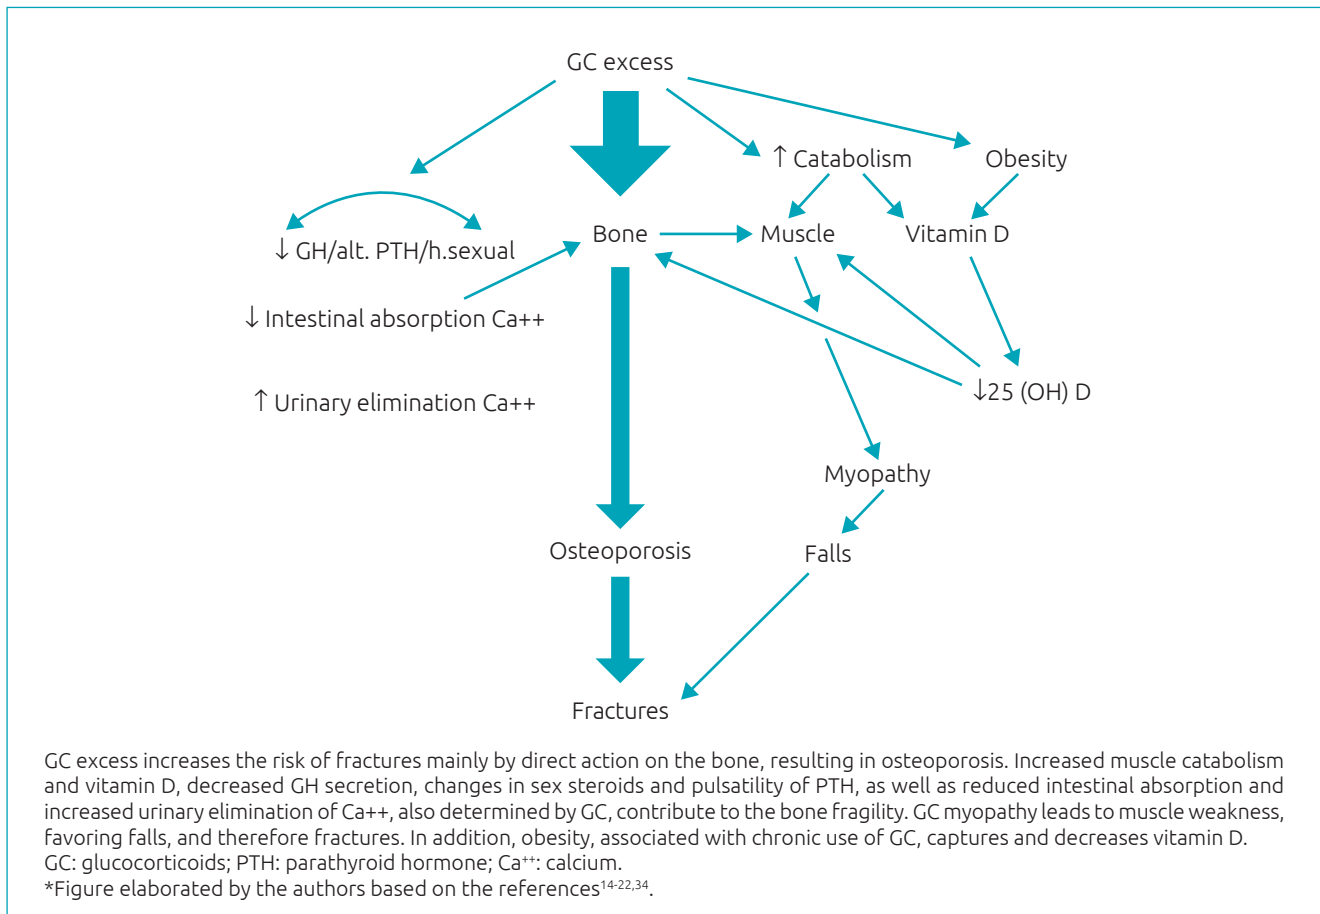 GC excess
↑ Catabolism
Obesity
↓ GH/alt. PTH/h.sexual
Bone
Muscle
Vitamin D
↓ Intestinal absorption Ca++
↑ Urinary elimination Ca++
↓25 (OH) D
Myopathy
Osteoporosis
Falls
Fractures
GC excess increases the risk of fractures mainly by direct action on the bone, resulting in osteoporosis. Increased muscle catabolism
and vitamin D, decreased GH secretion, changes in sex steroids and pulsatility of PTH, as well as reduced intestinal absorption and
increased urinary elimination of Ca++, also determined by GC, contribute to the bone fragility. GC myopathy leads to muscle weakness,
favoring falls, and therefore fractures. In addition, obesity, associated with chronic use of GC, captures and decreases vitamin D.
GC: glucocorticoids; PTH: parathyroid hormone; Ca⁺⁺: calcium.
*Figure elaborated by the authors based on the references¹⁴⁻²²,³⁴.